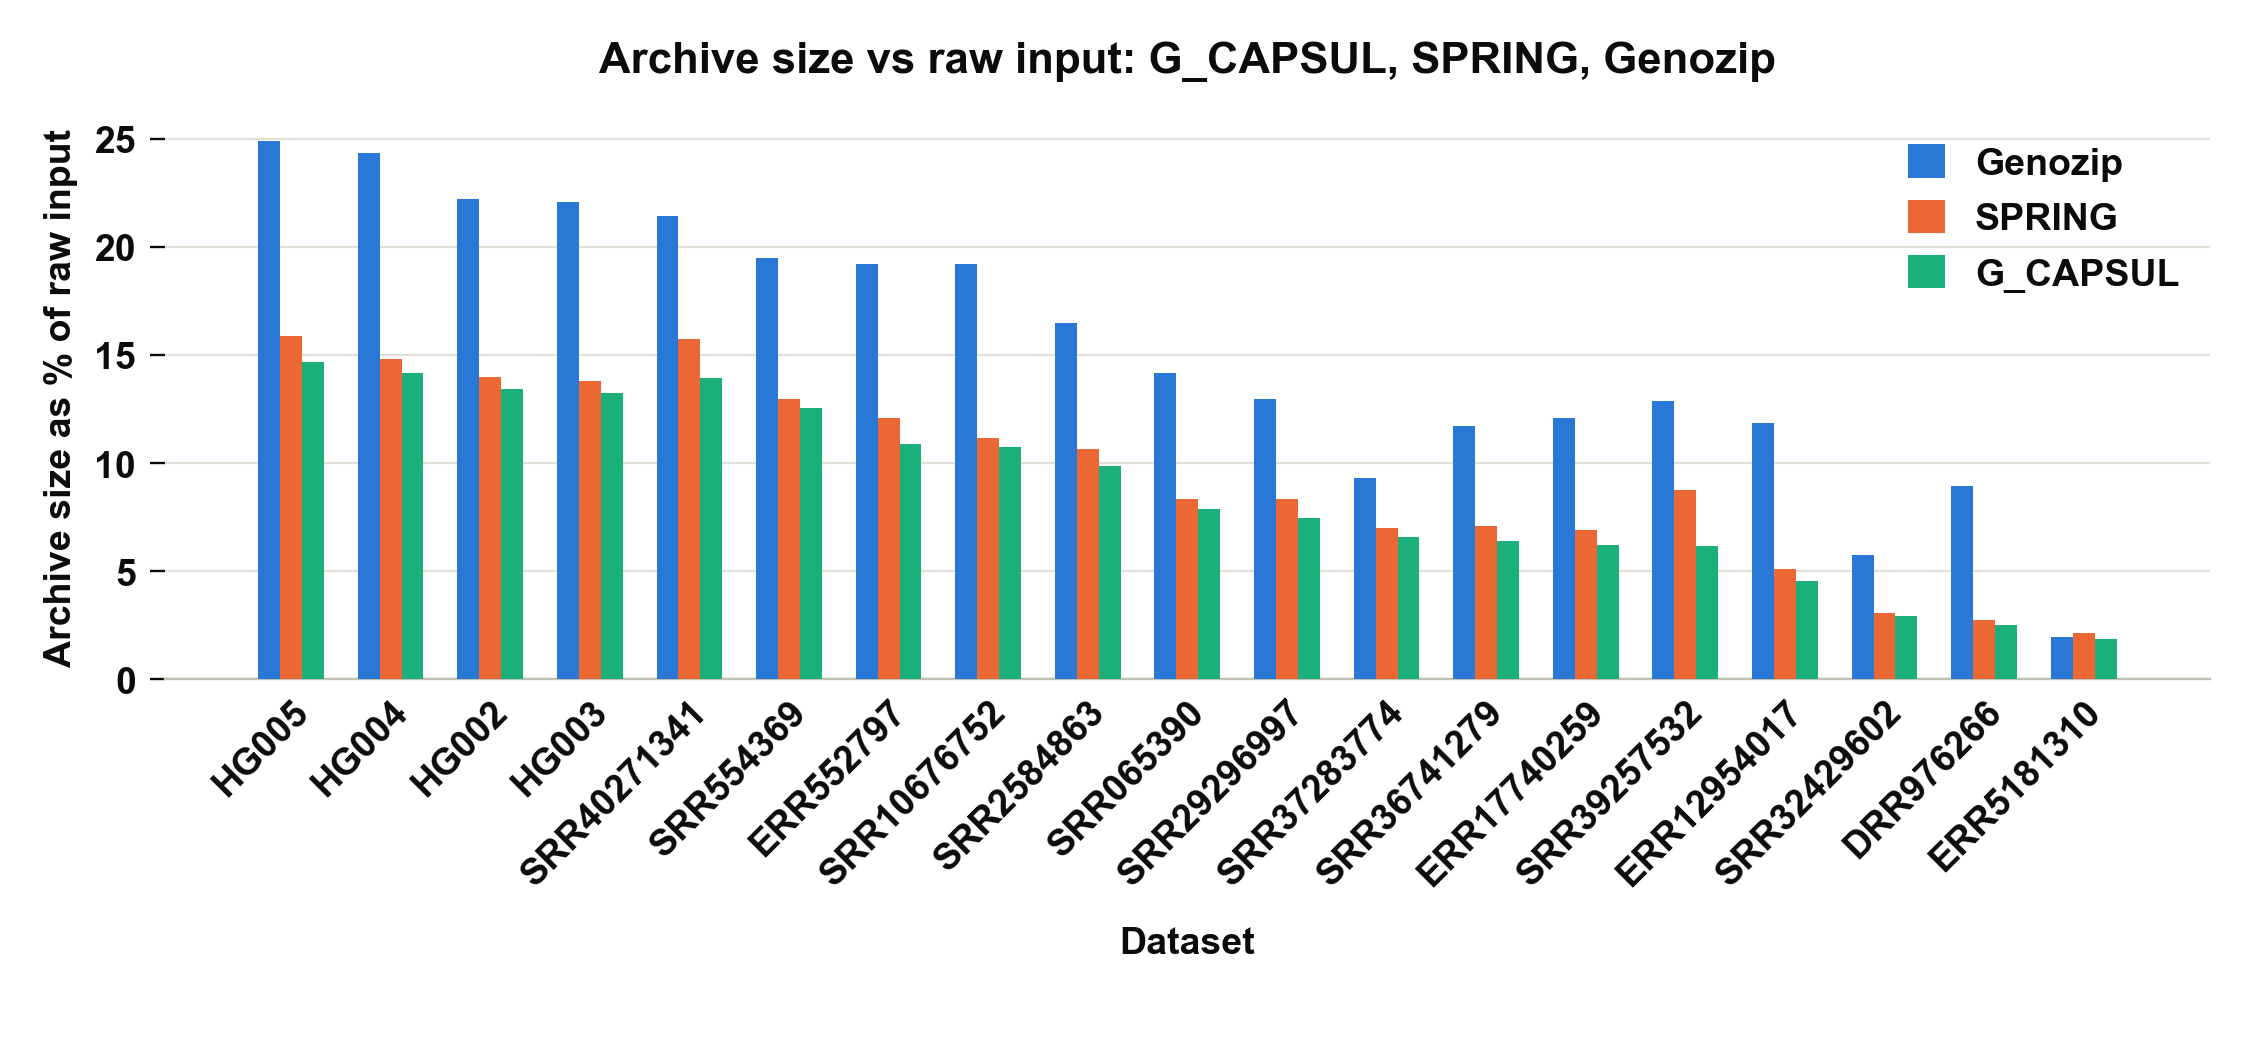 Archive size vs raw input: G_CAPSUL, SPRING, Genozip
Archive size as % of raw input
25
20
15
10
5
0
Genozip
SPRING
G_CAPSUL
HG005
HG004
HG002
HG003
SRR40271341
SRR554369
ERR552797
SRR10676752
SRR2584863
SRR065390
SRR29296997
SRR37283774
SRR36741279
ERR17740259
SRR39257532
ERR12954017
SRR32429602
DRR976266
ERR5181310
Dataset